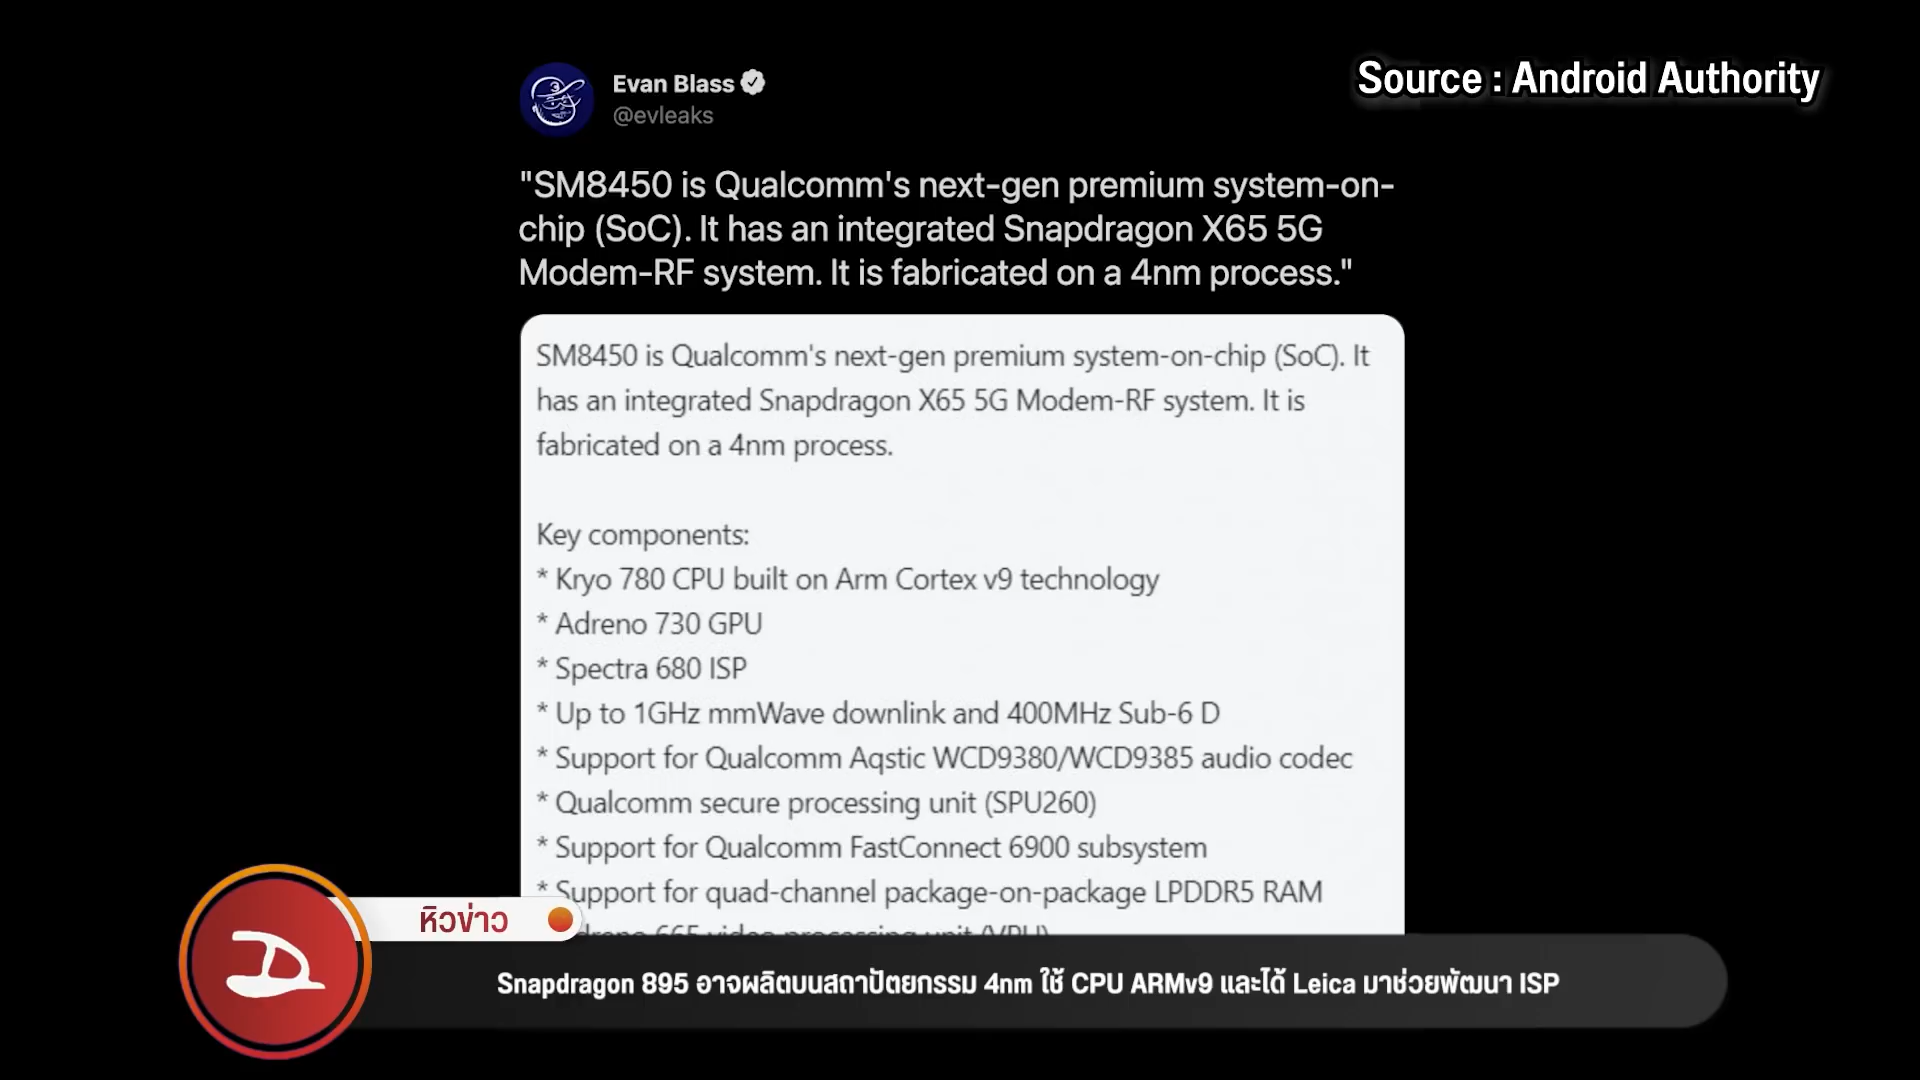 Evan Blass
@evleaks
Source : Android Authority
"SM8450 is Qualcomm's next-gen premium system-on-
chip (SoC). It has an integrated Snapdragon X65 5G
Modem-RF system. It is fabricated on a 4nm process."
SM8450 is Qualcomm's next-gen premium system-on-chip (SoC). It
has an integrated Snapdragon X65 5G Modem-RF system. It is
fabricated on a 4nm process.
Key components:
* Kryo 780 CPU built on Arm Cortex v9 technology
* Adreno 730 GPU
* Spectra 680 ISP
* Up to 1GHz mmWave downlink and 400MHz Sub-6 D
* Support for Qualcomm Aqstic WCD9380/WCD9385 audio codec
* Qualcomm secure processing unit (SPU260)
* Support for Qualcomm FastConnect 6900 subsystem
* Support for quad-channel package-on-package LPDDR5 RAM
665 video processing unit (VPU)
หิวข่าว
Snapdragon 895 อาจผลิตบนสถาปัตยกรรม 4nm ใช้ CPU ARMv9 และได้ Leica มาช่วยพัฒนา ISP